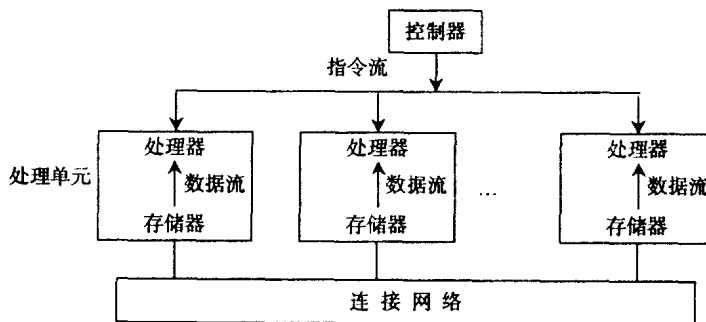 控制器
指令流
处理器
处理器
处理器
处理单元
数据流
数据流
数据流
...
存储器
存储器
存储器
连接网络